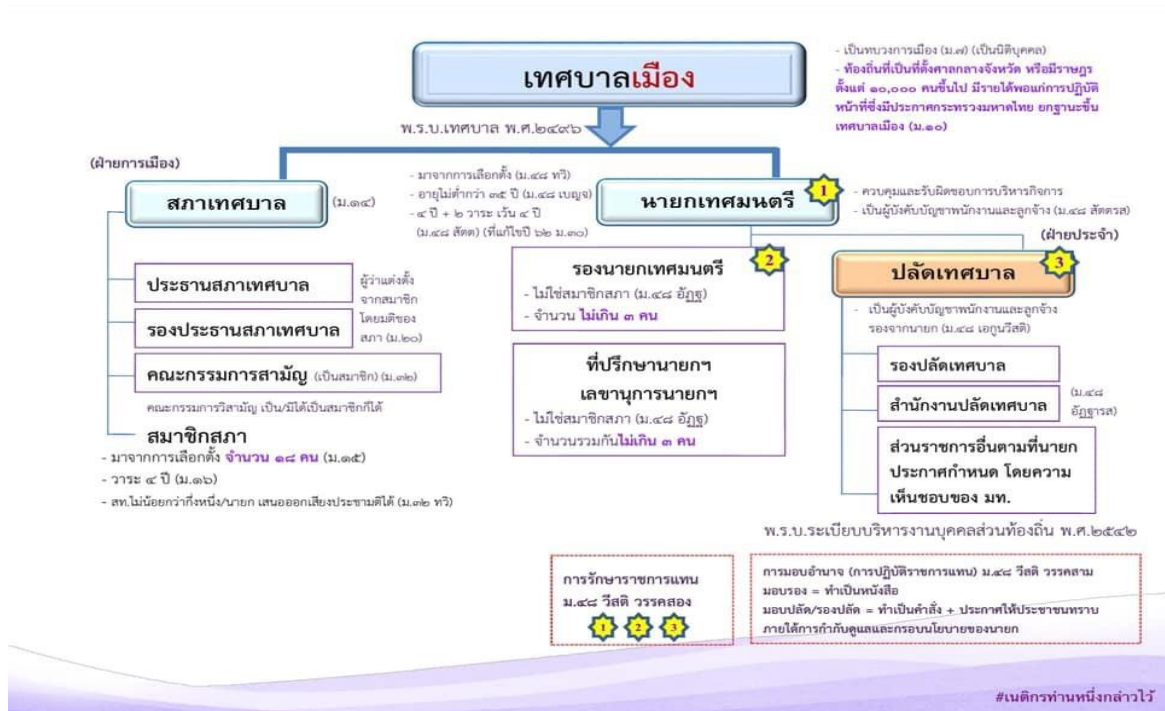 เทศบาลเมือง
- เป็นทบวงการเมือง (ม.๗) (เป็นนิติบุคคล)
- ท้องถิ่นที่เป็นที่ตั้งศาลกลางจังหวัด หรือมีราษฎร
ตั้งแต่ ๑๐,๐๐๐ คนขึ้นไป มีรายได้พอแก่การปฏิบัติ
หน้าที่ซึ่งมีประกาศกระทรวงมหาดไทย ยกฐานะขึ้น
เทศบาลเมือง (ม.๑๐)
พ.ร.บ.เทศบาล พ.ศ.๒๔๙๖
(ฝ่ายการเมือง)
สภาเทศบาล
(ม.๑๔)
- มาจากการเลือกตั้ง (ม.๔๘ ทวิ)
- อายุไม่ต่ำกว่า ๓๕ ปี (ม.๔๘ เบญจ)
- ๔ ปี + ๒ วาระ เว้น ๔ ปี
(ม.๔๘ สัตต) (ที่แก้ไขปี ๖๒ ม.๓๐)
นายกเทศมนตรี
1
- ควบคุมและรับผิดชอบการบริหารกิจการ
- เป็นผู้บังคับบัญชาพนักงานและลูกจ้าง (ม.๔๘ สัตตรส)
(ฝ่ายประจำ)
ประธานสภาเทศบาล
รองประธานสภาเทศบาล
ผู้ว่าแต่งตั้ง
จากสมาชิก
โดยมติของ
สภา (ม.๒๐)
คณะกรรมการสามัญ (เป็นสมาชิก) (ม.๓๒)
คณะกรรมการวิสามัญ เป็น/มิได้เป็นสมาชิกก็ได้
สมาชิกสภา
- มาจากการเลือกตั้ง จำนวน ๑๘ คน (ม.๑๕)
- วาระ ๔ ปี (ม.๑๖)
- สท.ไม่น้อยกว่ากึ่งหนึ่ง/นายก เสนอออกเสียงประชามติได้ (ม.๓๒ ทวิ)
รองนายกเทศมนตรี
2
- ไม่ใช่สมาชิกสภา (ม.๔๘ อัฏฐ)
- จำนวน ไม่เกิน ๓ คน
ที่ปรึกษานายกฯ
เลขานุการนายกฯ
- ไม่ใช่สมาชิกสภา (ม.๔๘ อัฏฐ)
- จำนวนรวมกันไม่เกิน ๓ คน
ปลัดเทศบาล
3
- เป็นผู้บังคับบัญชาพนักงานและลูกจ้าง
รองจากนายก (ม.๔๘ เอกูนวีสติ)
รองปลัดเทศบาล
สำนักงานปลัดเทศบาล
(ม.๔๘
อัฏฐารส)
ส่วนราชการอื่นตามที่นายก
ประกาศกำหนด โดยความ
เห็นชอบของ มท.
พ.ร.บ.ระเบียบบริหารงานบุคคลส่วนท้องถิ่น พ.ศ.๒๕๔๒
การรักษาราชการแทน
ม.๔๘ วีสติ วรรคสอง
1 2 3
การมอบอำนาจ (การปฏิบัติราชการแทน) ม.๔๘ วีสติ วรรคสาม
มอบรอง = ทำเป็นหนังสือ
มอบปลัด/รองปลัด = ทำเป็นคำสั่ง + ประกาศให้ประชาชนทราบ
ภายใต้การกำกับดูแลและกรอบนโยบายของนายก
#เนติกรท่านหนึ่งกล่าวไว้